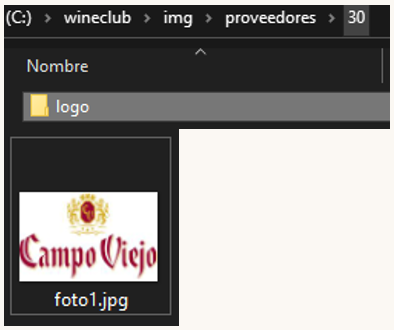 (C:) > wineclub > img > proveedores > 30
Nombre
logo
Campo Viejo
foto1.jpg